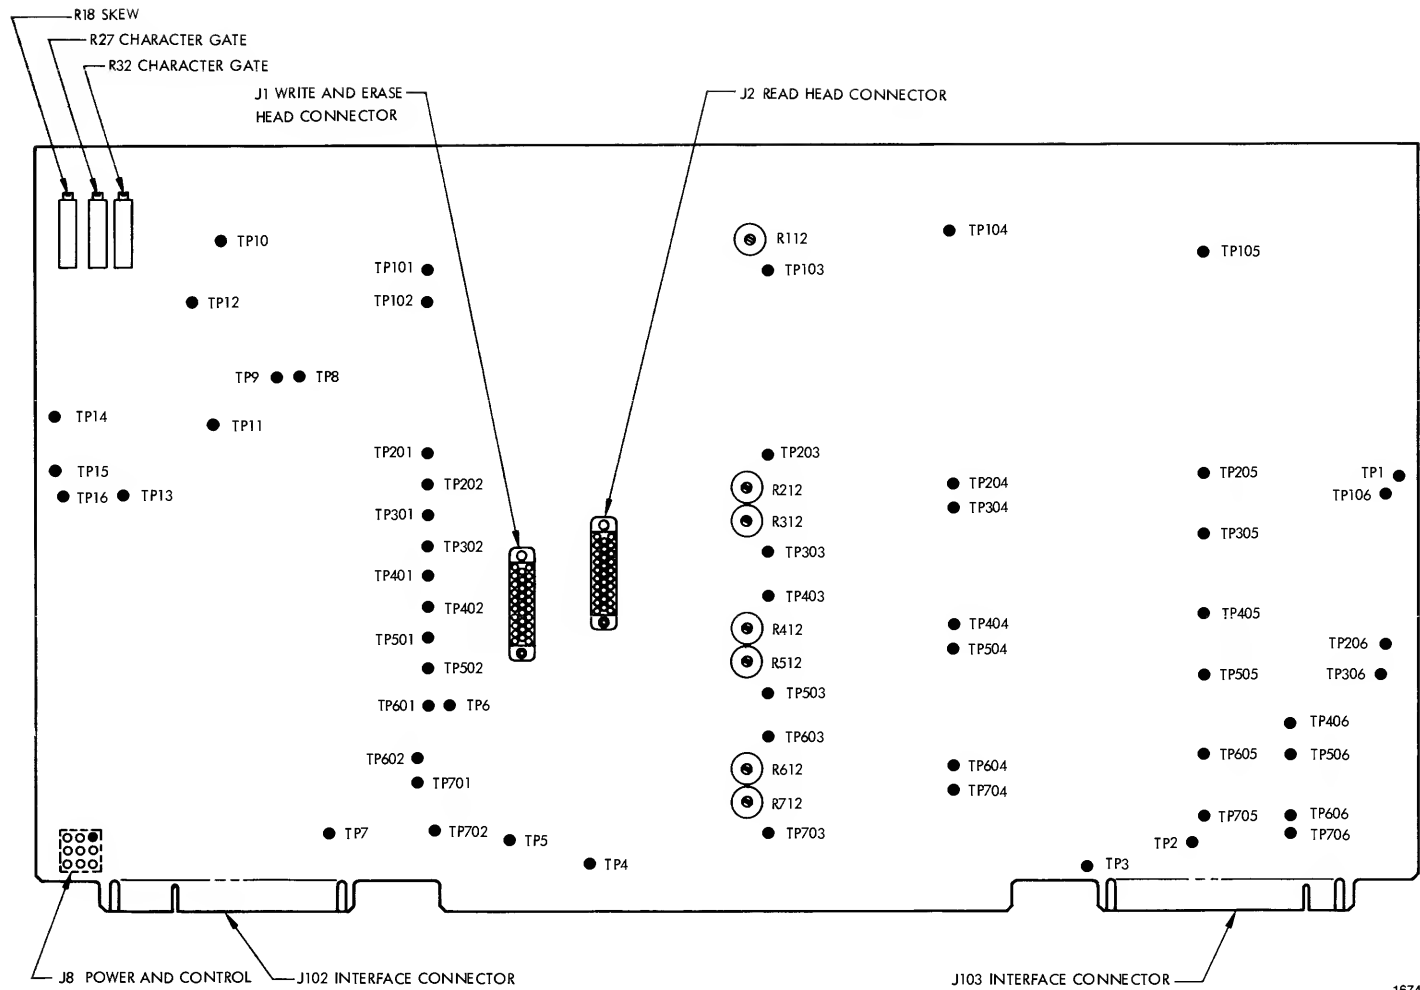 R18 SKEW
R27 CHARACTER GATE
R32 CHARACTER GATE
J1 WRITE AND ERASE
HEAD CONNECTOR
J2 READ HEAD CONNECTOR
TP10
TP101
TP102
TP12
R112
TP103
TP104
TP105
TP9
TP8
TP14
TP11
TP15
TP16
TP13
TP201
TP202
TP301
TP302
TP401
TP402
TP501
TP502
TP601
TP6
TP602
TP701
TP7
TP702
TP5
TP4
TP203
R212
R312
TP303
TP403
R412
R512
TP503
TP603
R612
R712
TP703
TP204
TP304
TP404
TP504
TP604
TP704
TP205
TP305
TP405
TP505
TP605
TP705
TP1
TP106
TP206
TP306
TP406
TP506
TP606
TP706
TP2
TP3
J8 POWER AND CONTROL
J102 INTERFACE CONNECTOR
J103 INTERFACE CONNECTOR